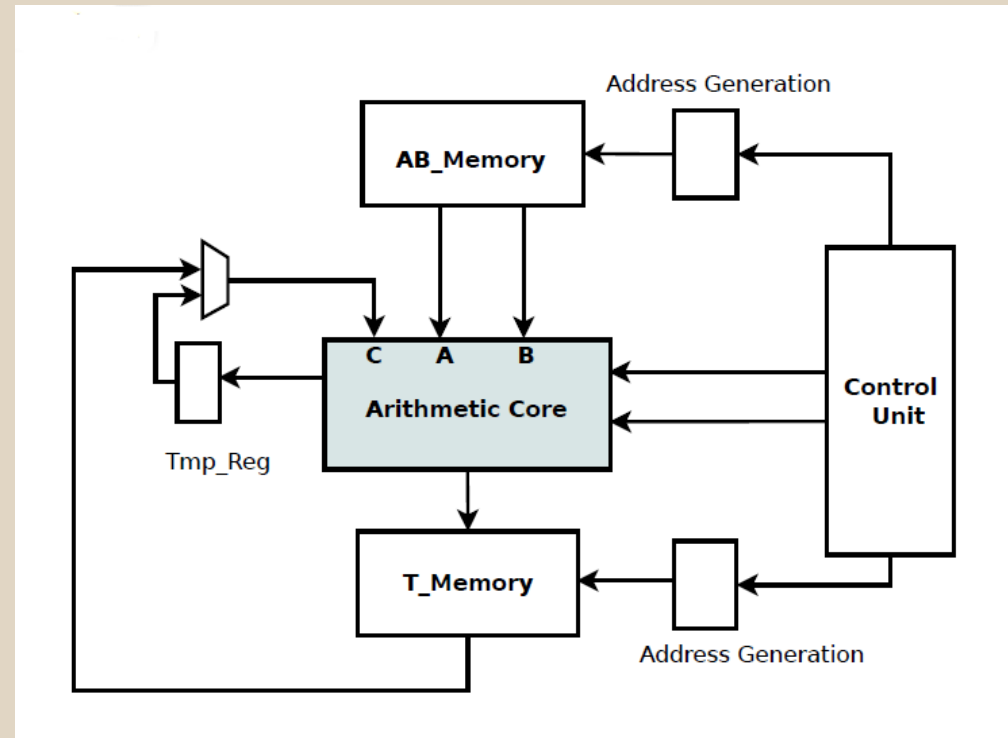 Address Generation
AB_Memory
C A B
Arithmetic Core
Control
Unit
Tmp_Reg
T_Memory
Address Generation